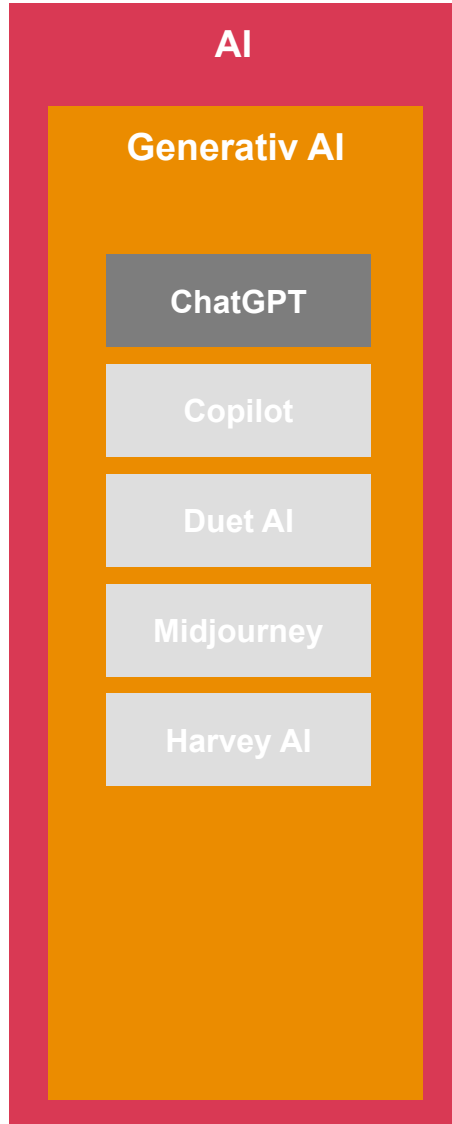 AI
Generativ AI
ChatGPT
Copilot
Duet AI
Midjourney
Harvey AI